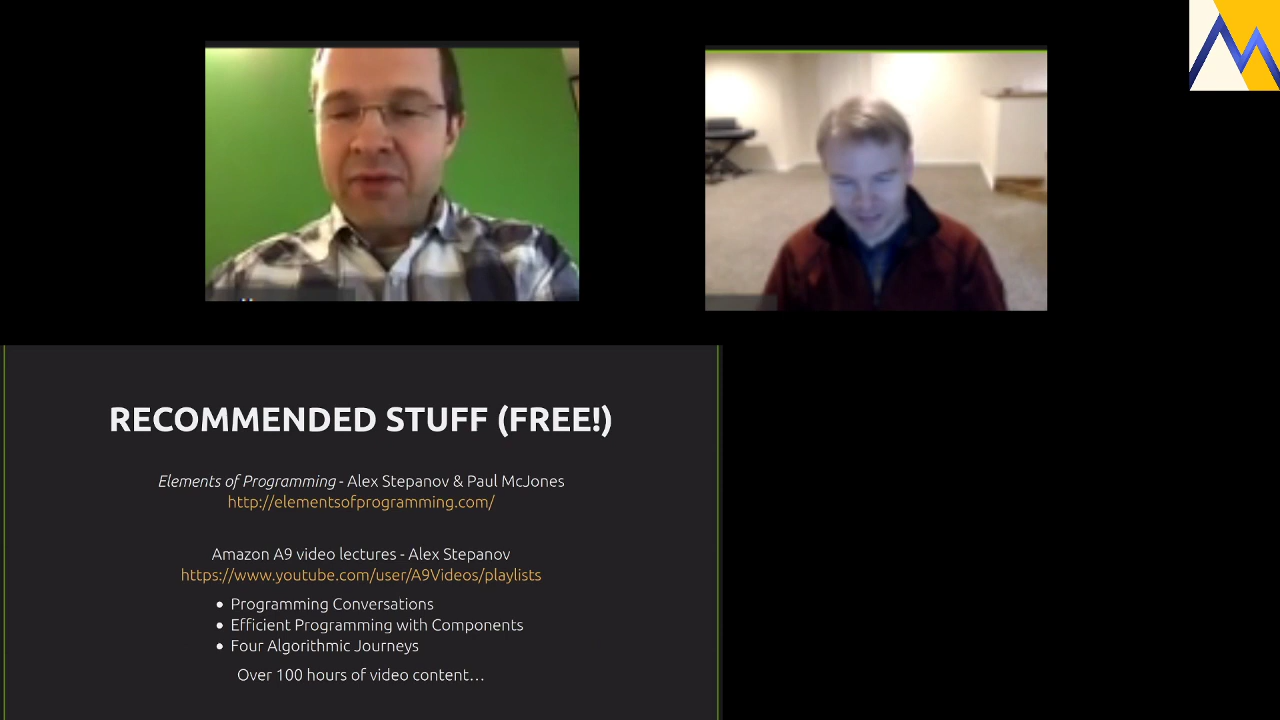 RECOMMENDED STUFF (FREE!)
Elements of Programming - Alex Stepanov & Paul McJones
http://elementsofprogramming.com/
Amazon A9 video lectures - Alex Stepanov
https://www.youtube.com/user/A9Videos/playlists
• Programming Conversations
• Efficient Programming with Components
• Four Algorithmic Journeys
Over 100 hours of video content...